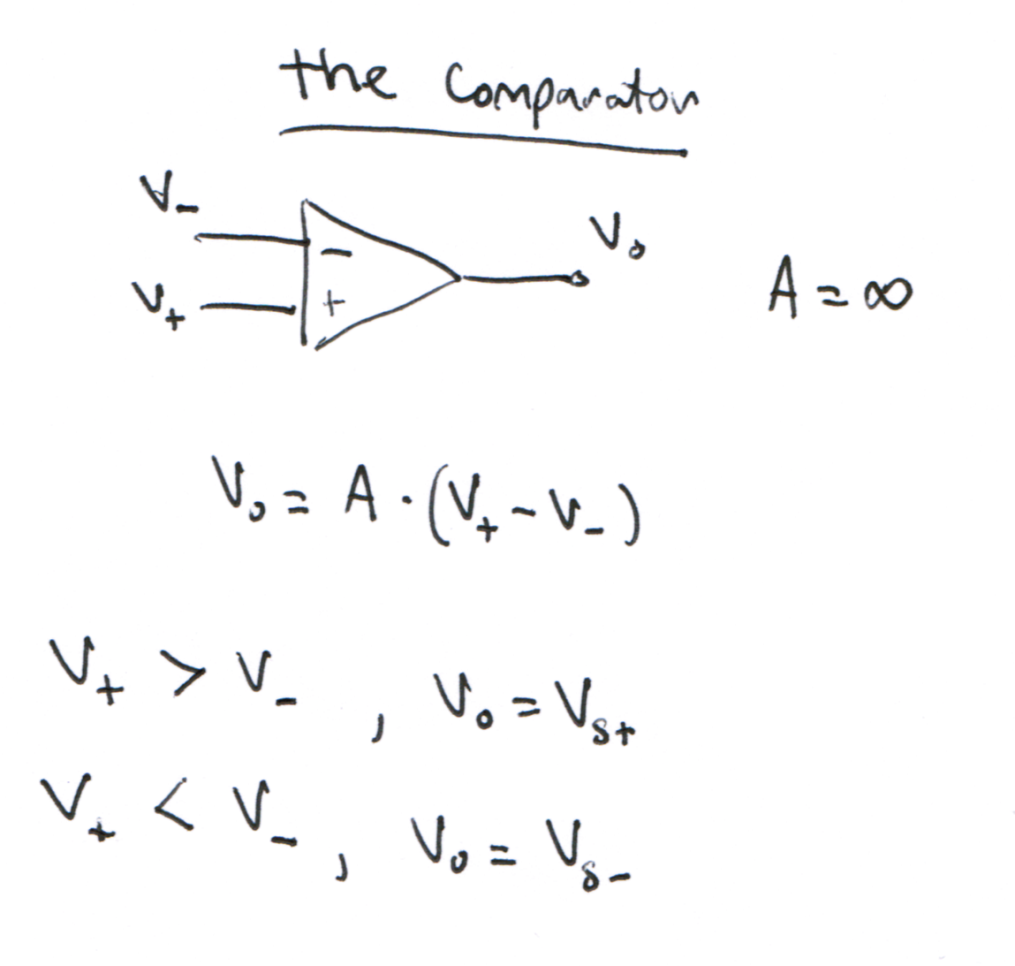 the Comparator
V-
V+
-
+
Vo
A = ∞
Vo = A · (V+ - V-)
V+ > V- , Vo = Vs+
V+ < V- , Vo = Vs-